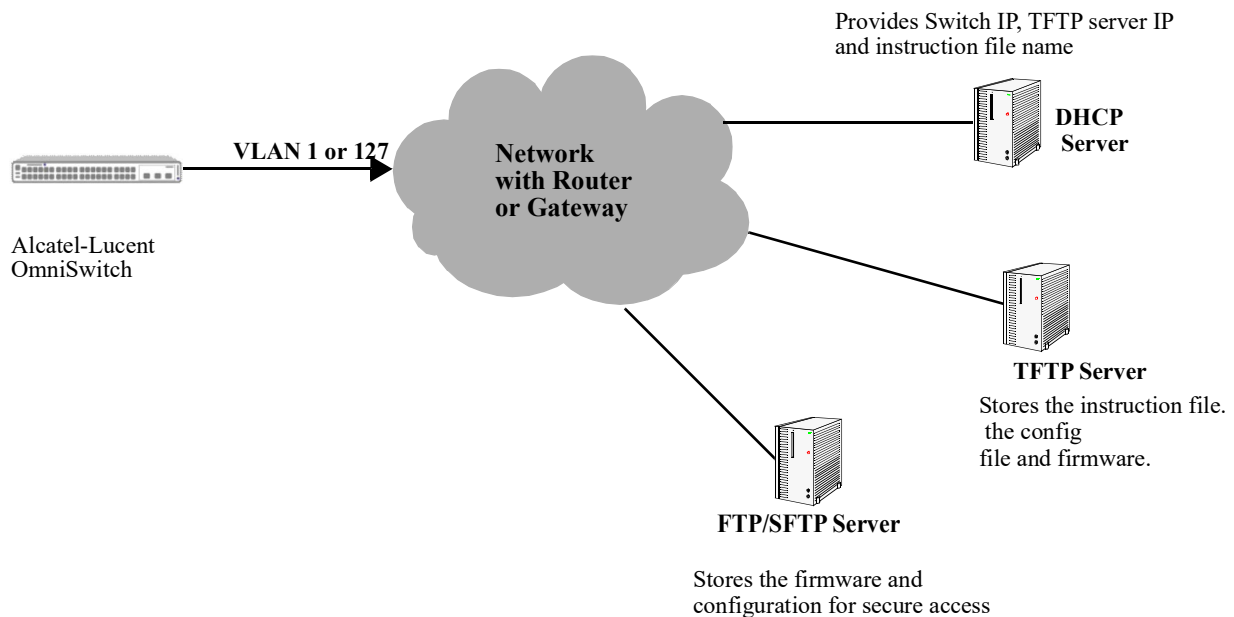 Provides Switch IP, TFTP server IP
and instruction file name
DHCP
Server
VLAN 1 or 127
Network
with Router
or Gateway
Alcatel-Lucent
OmniSwitch
TFTP Server
Stores the instruction file.
the config
file and firmware.
FTP/SFTP Server
Stores the firmware and
configuration for secure access